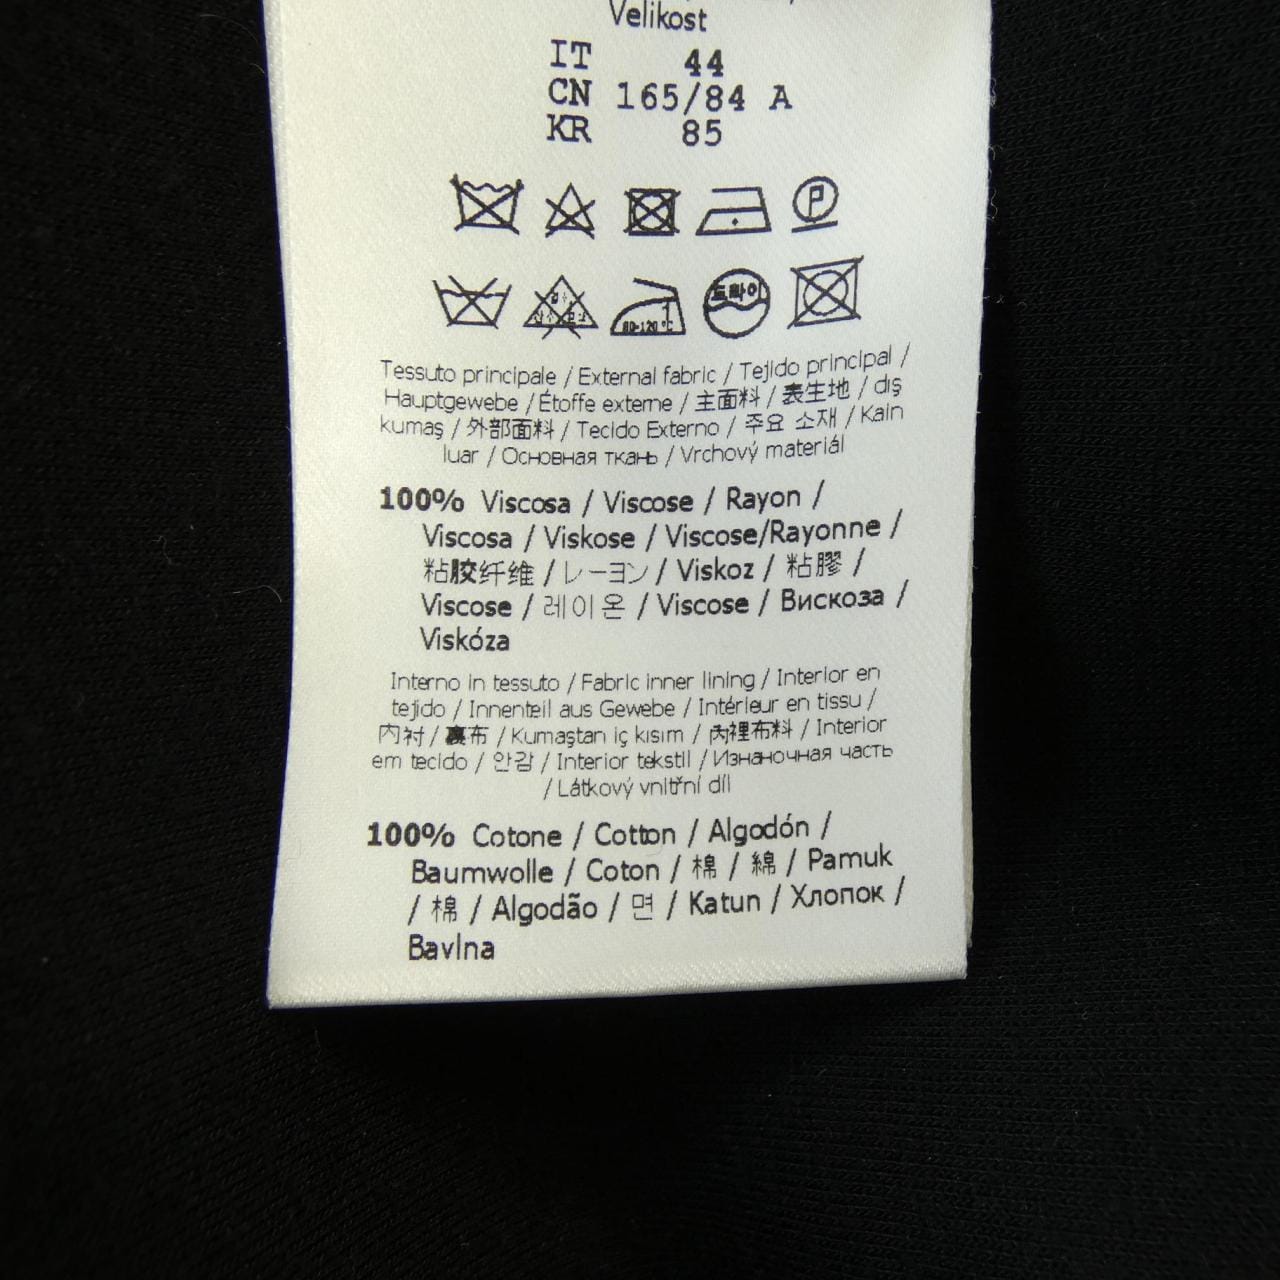 Velikost
IT 44
CN 165/84 A
KR 85
P
드라이
80-120°C
Tessuto principale / External fabric / Tejido principal /
Hauptgewebe / Étoffe externe / 主面料 / 表生地 / dış
kumaş / 外部面料 / Tecido Externo / 주요 소재 / Kain
luar / Основная ткань / Vrchový materiál
100% Viscosa / Viscose / Rayon /
Viscosa / Viskose / Viscose/Rayonne /
粘胶纤维 / レーヨン / Viskoz / 粘膠 /
Viscose / 레이온 / Viscose / Вискоза /
Viskóza
Interno in tessuto / Fabric inner lining / Interior en
tejido / Innenteil aus Gewebe / Intérieur en tissu /
内衬 / 裏布 / Kumaştan iç kısım / 內裡布料 / Interior
em tecido / 안감 / Interior tekstil / Изнаночная часть
/ Látkový vnitřní díl
100% Cotone / Cotton / Algodón /
Baumwolle / Coton / 棉 / 綿 / Pamuk
/ 棉 / Algodão / 면 / Katun / Хлопок /
Bavlna